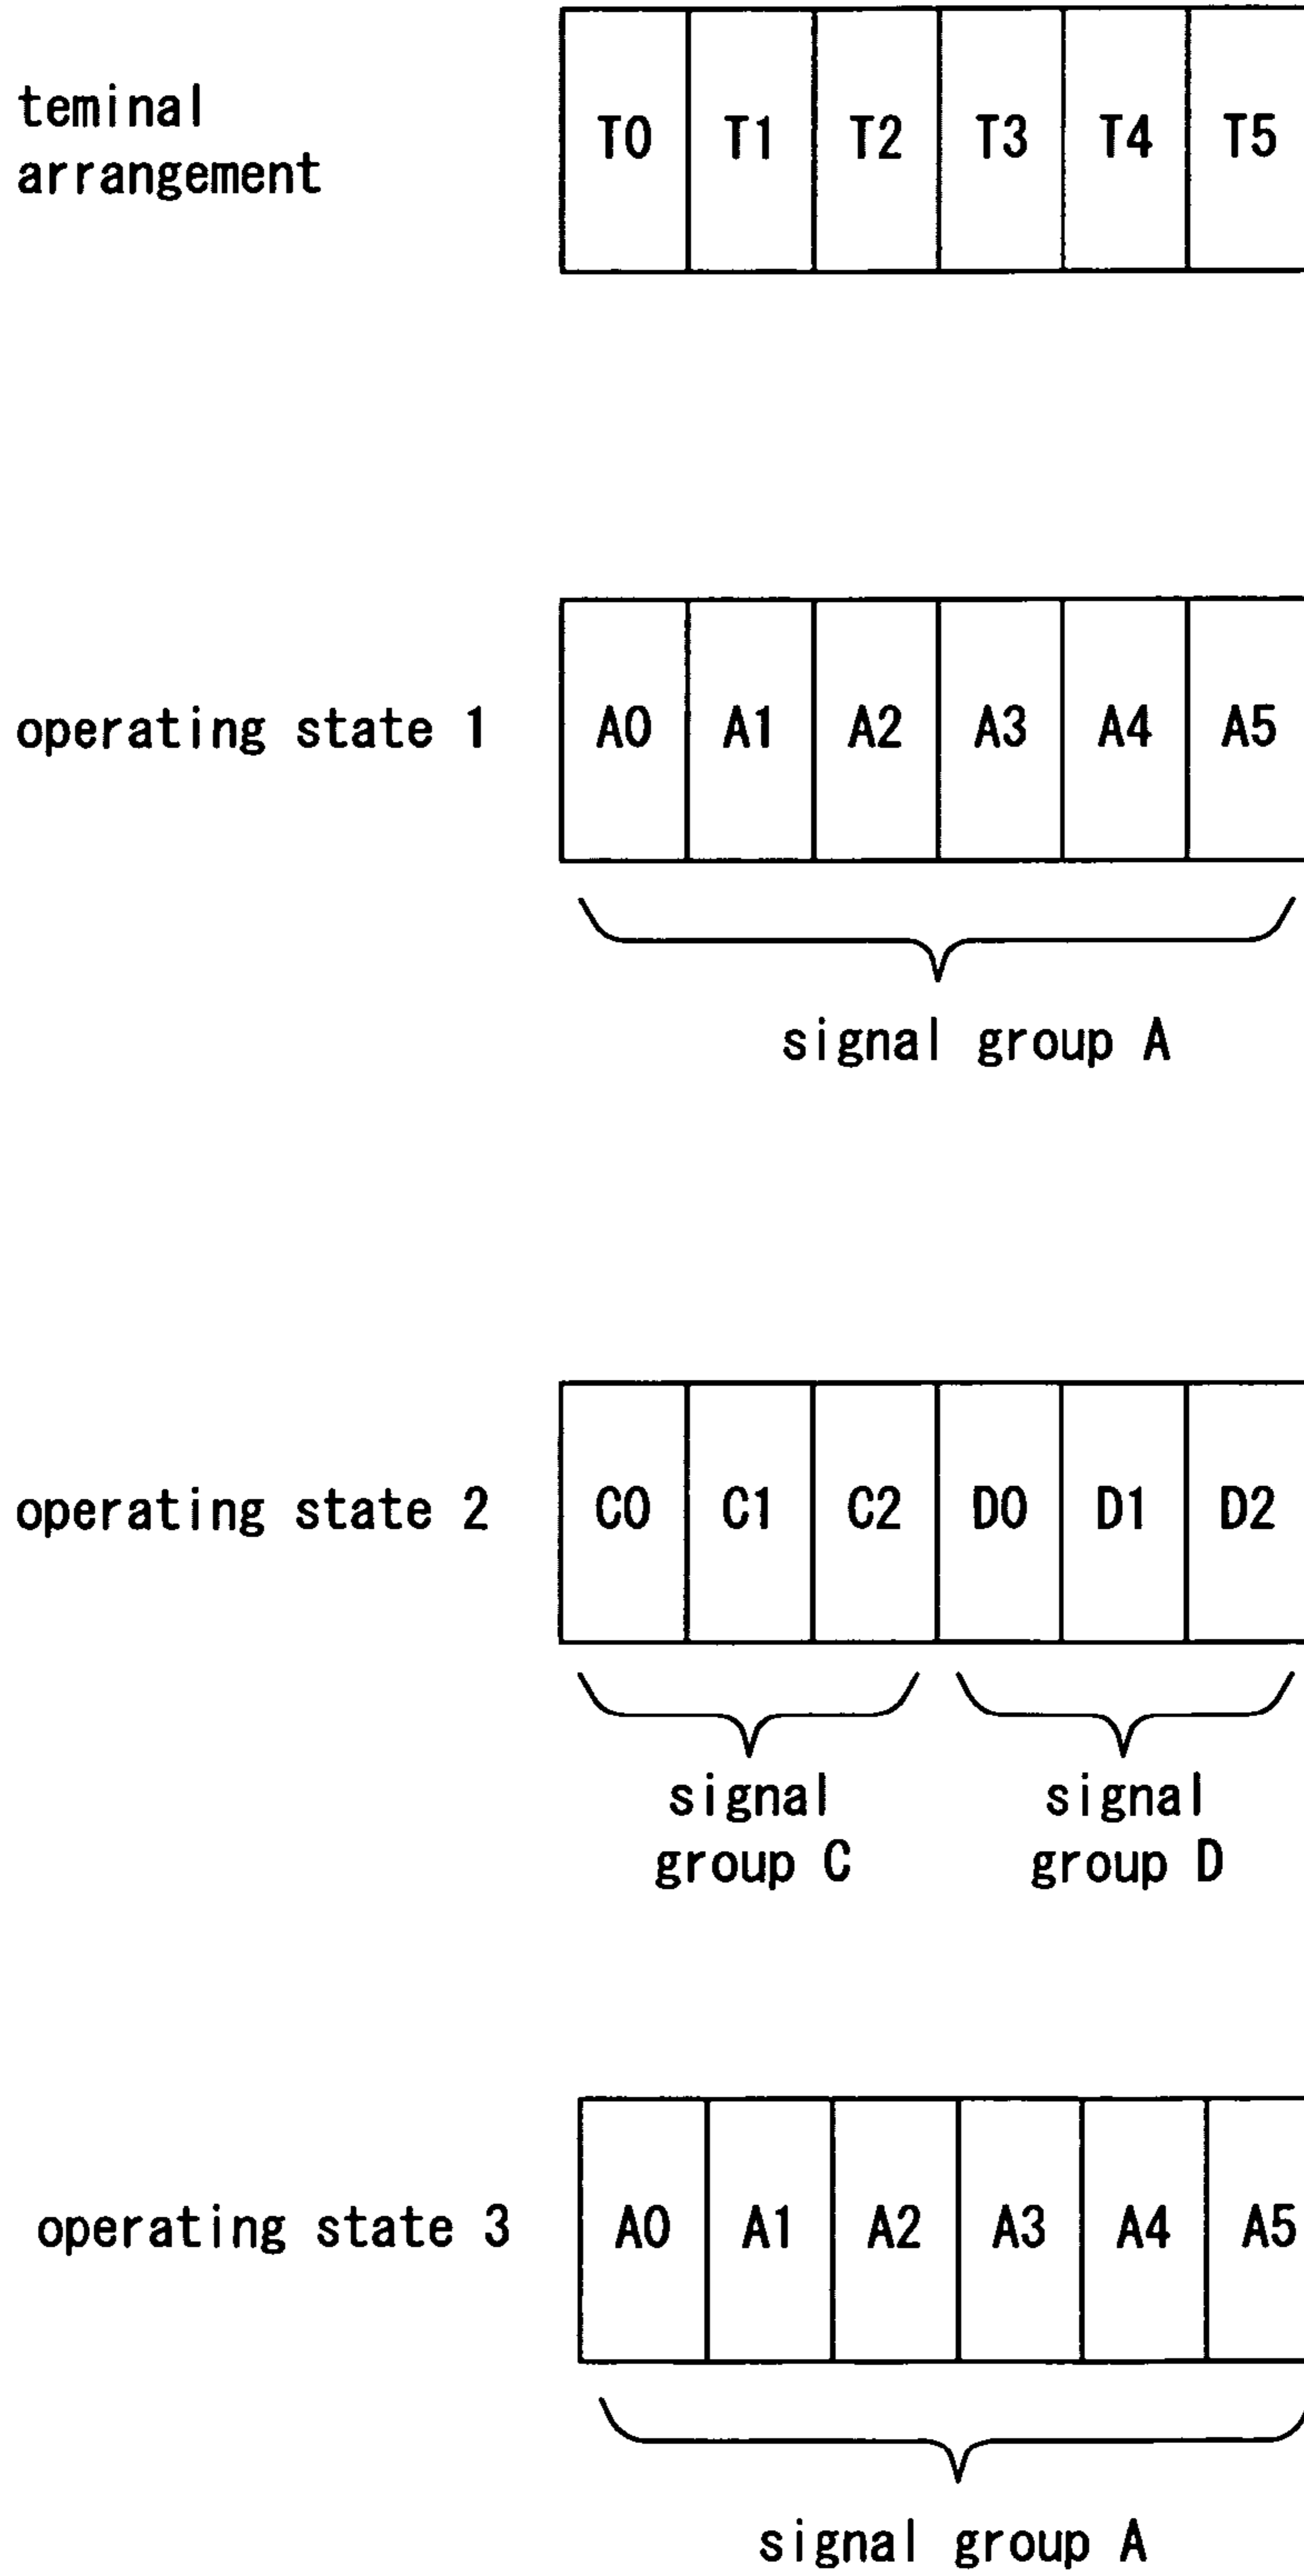 teminal
arrangement
T0 T1 T2 T3 T4 T5
operating state 1
A0 A1 A2 A3 A4 A5
signal group A
operating state 2
C0 C1 C2 D0 D1 D2
signal
group C
signal
group D
operating state 3
A0 A1 A2 A3 A4 A5
signal group A